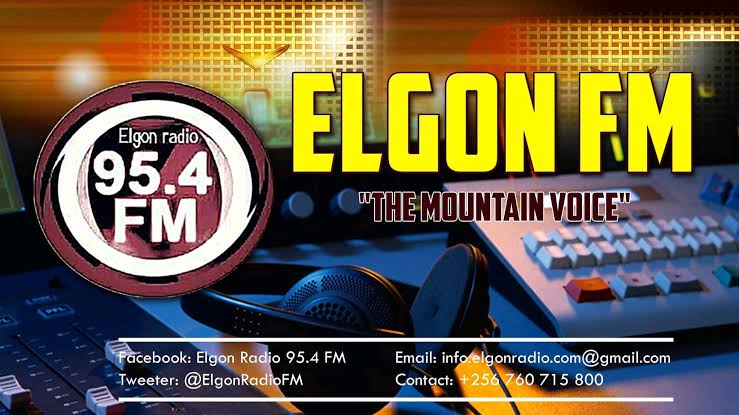 ELGON FM
"THE MOUNTAIN VOICE"
Elgon radio
95.4
FM
Facebook: Elgon Radio 95.4 FM
Tweeter: @ElgonRadioFM
Email: info.elgonradio.com@gmail.com
Contact: +256 760 715 800